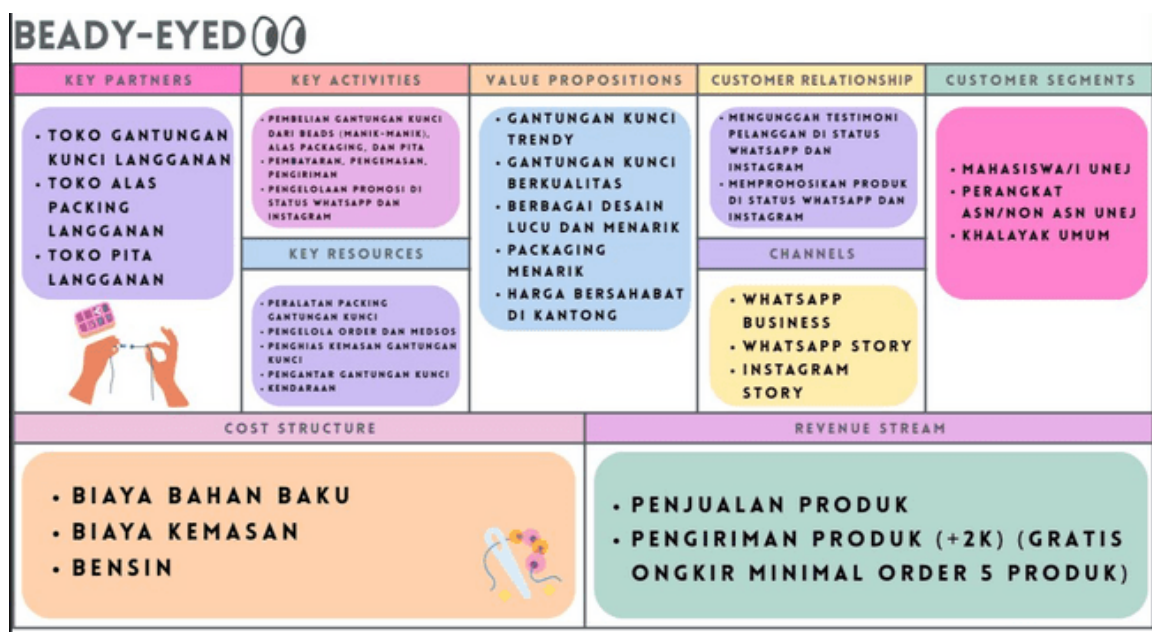 BEADY-EYED
KEY PARTNERS
• TOKO GANTUNGAN
KUNCI LANGGANAN
• TOKO ALAS
PACKING
LANGGANAN
• TOKO PITA
LANGGANAN
KEY ACTIVITIES
• PEMBELIAN GANTUNGAN KUNCI
DARI BEADS (MANIK-MANIK),
ALAS PACKAGING, DAN PITA
• PEMBAYARAN, PENGEMASAN,
PENGIRIMAN
• PENGELOLAAN PROMOSI DI
STATUS WHATSAPP DAN
INSTAGRAM
KEY RESOURCES
• PERALATAN PACKING
GANTUNGAN KUNCI
• PENGELOLA ORDER DAN MEDSOS
• PENGHIAS KEMASAN GANTUNGAN
KUNCI
• PENGANTAR GANTUNGAN KUNCI
• KENDARAAN
VALUE PROPOSITIONS
• GANTUNGAN KUNCI
TRENDY
• GANTUNGAN KUNCI
BERKUALITAS
• BERBAGAI DESAIN
LUCU DAN MENARIK
• PACKAGING
MENARIK
• HARGA BERSAHABAT
DI KANTONG
CUSTOMER RELATIONSHIP
• MENGUNGGAH TESTIMONI
PELANGGAN DI STATUS
WHATSAPP DAN
INSTAGRAM
• MEMPROMOSIKAN PRODUK
DI STATUS WHATSAPP DAN
INSTAGRAM
CHANNELS
• WHATSAPP
BUSINESS
• WHATSAPP STORY
• INSTAGRAM
STORY
CUSTOMER SEGMENTS
• MAHASISWA/I UNEJ
• PERANGKAT
ASN/NON ASN UNEJ
• KHALAYAK UMUM
COST STRUCTURE
• BIAYA BAHAN BAKU
• BIAYA KEMASAN
• BENSIN
REVENUE STREAM
• PENJUALAN PRODUK
• PENGIRIMAN PRODUK (+2K) (GRATIS
ONGKIR MINIMAL ORDER 5 PRODUK)